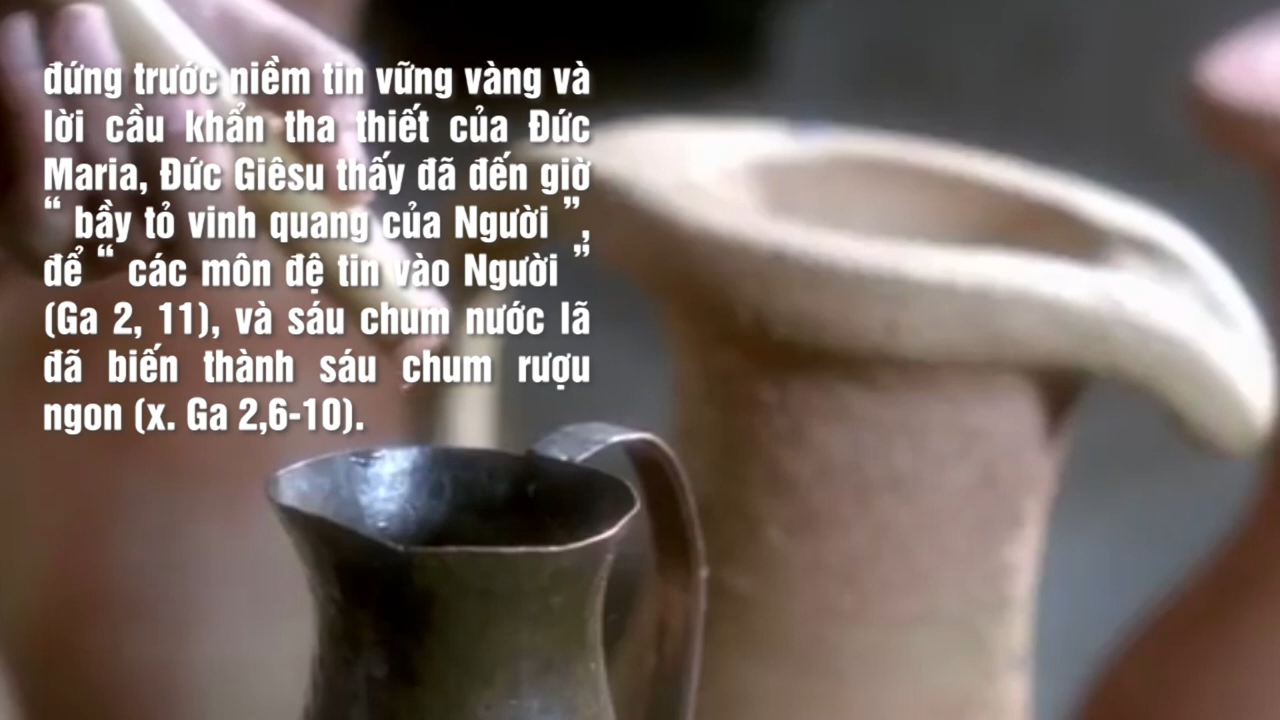 đứng trước niềm tin vững vàng và
lời cầu khẩn tha thiết của Đức
Maria, Đức Giêsu thấy đã đến giờ
“ bầy tỏ vinh quang của Người ”,
để “ các môn đệ tin vào Người ”
(Ga 2, 11), và sáu chum nước lã
đã biến thành sáu chum rượu
ngon (x. Ga 2,6-10).